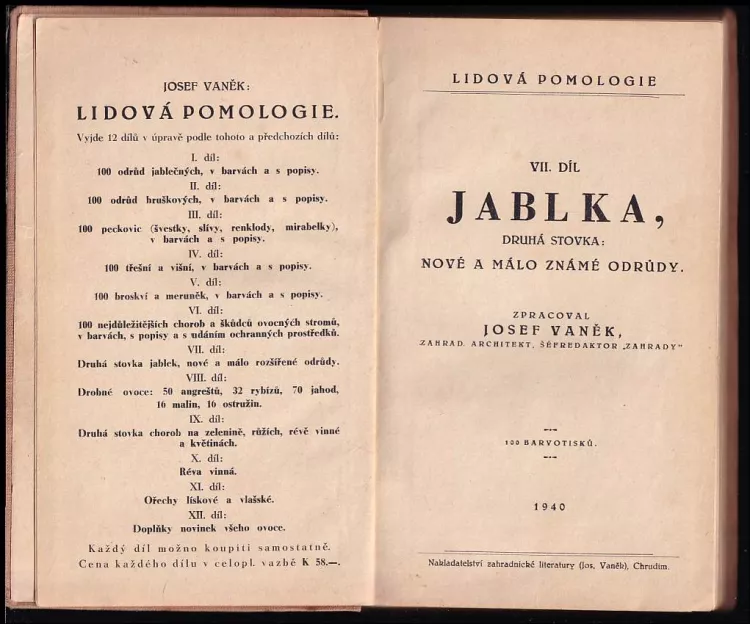 JOSEF VANĚK:
LIDOVÁ POMOLOGIE.
Vyjde 12 dílů v úpravě podle tohoto a předchozích dílů:
I. díl:
100 odrůd jablečných, v barvách a s popisy.
II. díl:
100 odrůd hruškových, v barvách a s popisy.
III. díl:
100 peckovic (švestky, slívy, renklody, mirabelky),
v barvách a s popisy.
IV. díl:
100 třešní a višní, v barvách a s popisy.
V. díl:
100 broskví a meruněk, v barvách a s popisy.
VI. díl:
100 nejdůležitějších chorob a škůdců ovocných stromů,
v barvách, s popisy a s udáním ochranných prostředků.
VII. díl:
Druhá stovka jablek, nové a málo rozšířené odrůdy.
VIII. díl:
Drobné ovoce: 50 angreštů, 32 rybízů, 70 jahod,
16 malin, 16 ostružin.
IX. díl:
Druhá stovka chorob na zelenině, růžích, révě vinné
a květinách.
X. díl:
Réva vinná.
XI. díl:
Ořechy lískové a vlašské.
XII. díl:
Doplňky novinek všeho ovoce.
Každý díl možno koupiti samostatně.
Cena každého dílu v celopl. vazbě K 58.—.
LIDOVÁ POMOLOGIE
VII. DÍL
JABLKA,
DRUHÁ STOVKA:
NOVÉ A MÁLO ZNÁMÉ ODRŮDY.
ZPRACOVAL
JOSEF VANĚK,
ZAHRAD. ARCHITEKT, ŠÉFREDAKTOR „ZAHRADY"
100 BARVOTISKŮ.
1940
Nakladatelství zahradnické literatury (Jos. Vaněk), Chrudim.